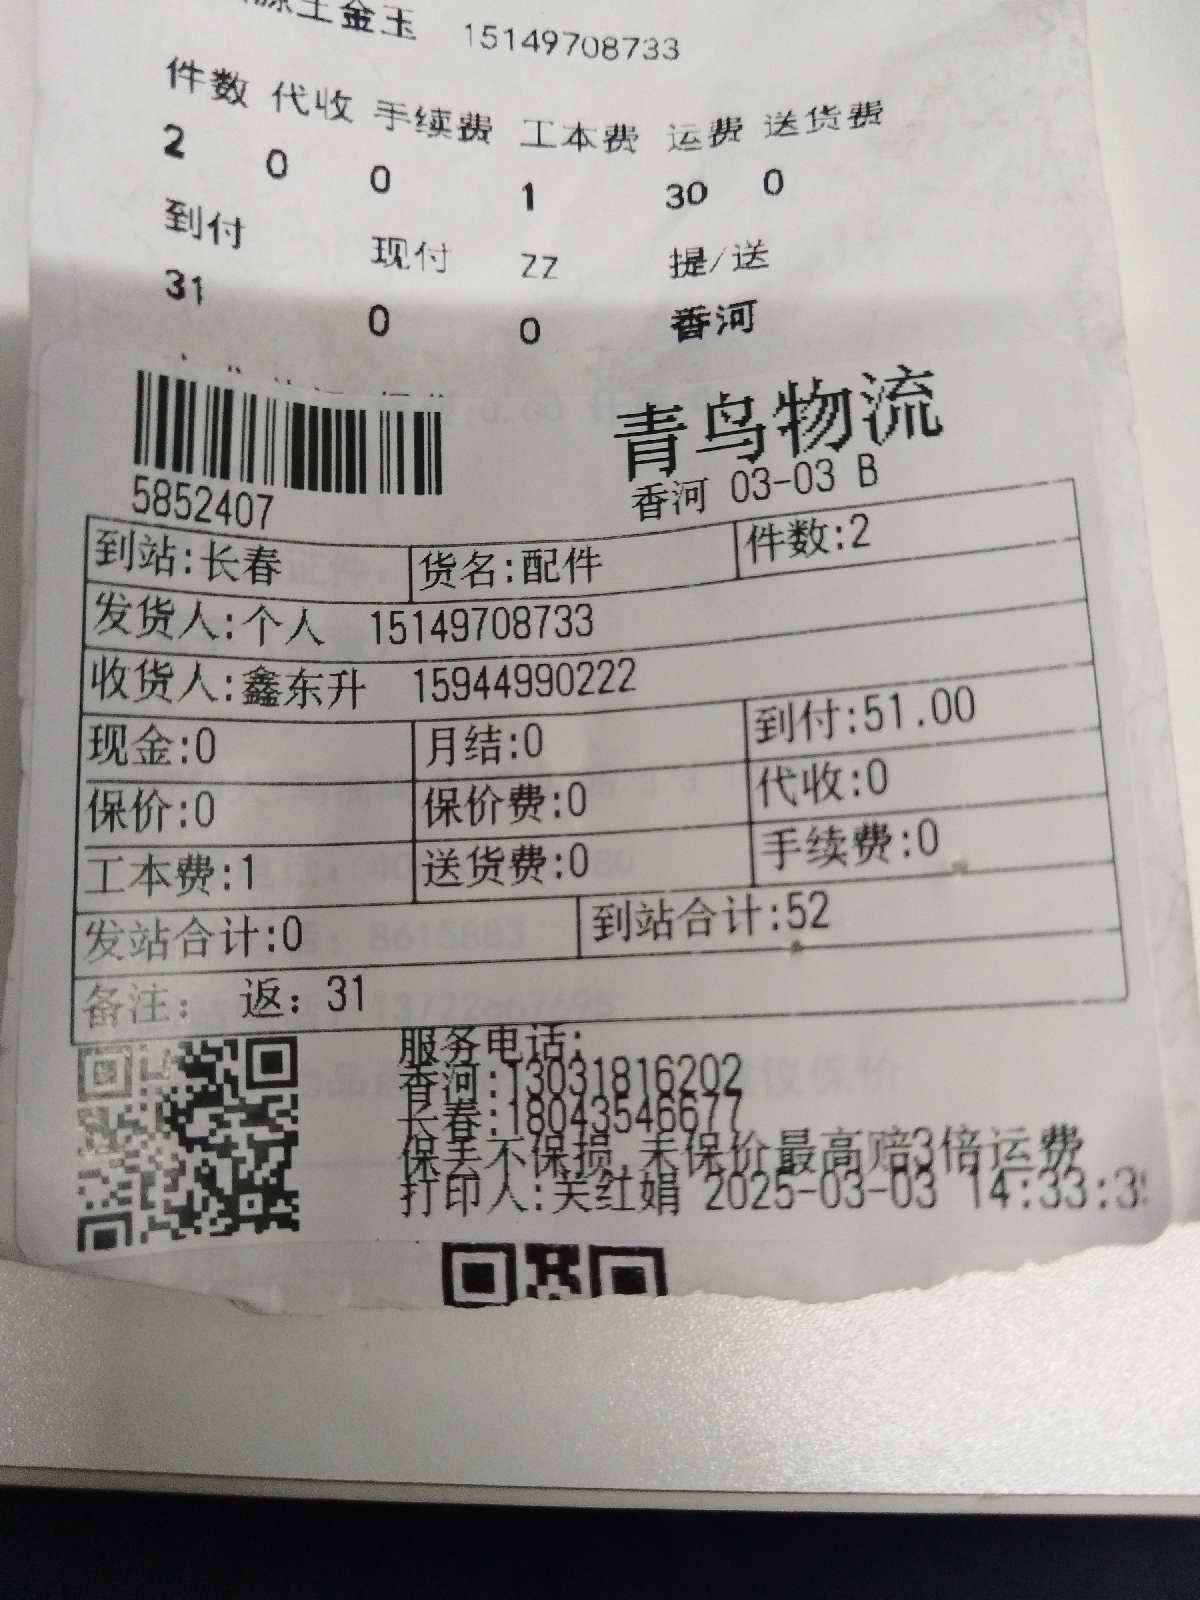 王金玉 15149708733
件数 代收 手续费 工本费 运费 送货费
2 0 0 1 30 0
到付 现付 ZZ 提/送
31 0 0 香河
青鸟物流
5852407 香河 03-03 B
到站:长春 货名:配件 件数:2
发货人:个人 15149708733
收货人:鑫东升 15944990222
现金:0 月结:0 到付:51.00
保价:0 保价费:0 代收:0
工本费:1 送货费:0 手续费:0
发站合计:0 到站合计:52
备注: 返:31
服务电话:
香河:13031816202
长春:18043546677
保丢不保损,未保价最高赔3倍运费
打印人:关红娟 2025-03-03 14:33:3